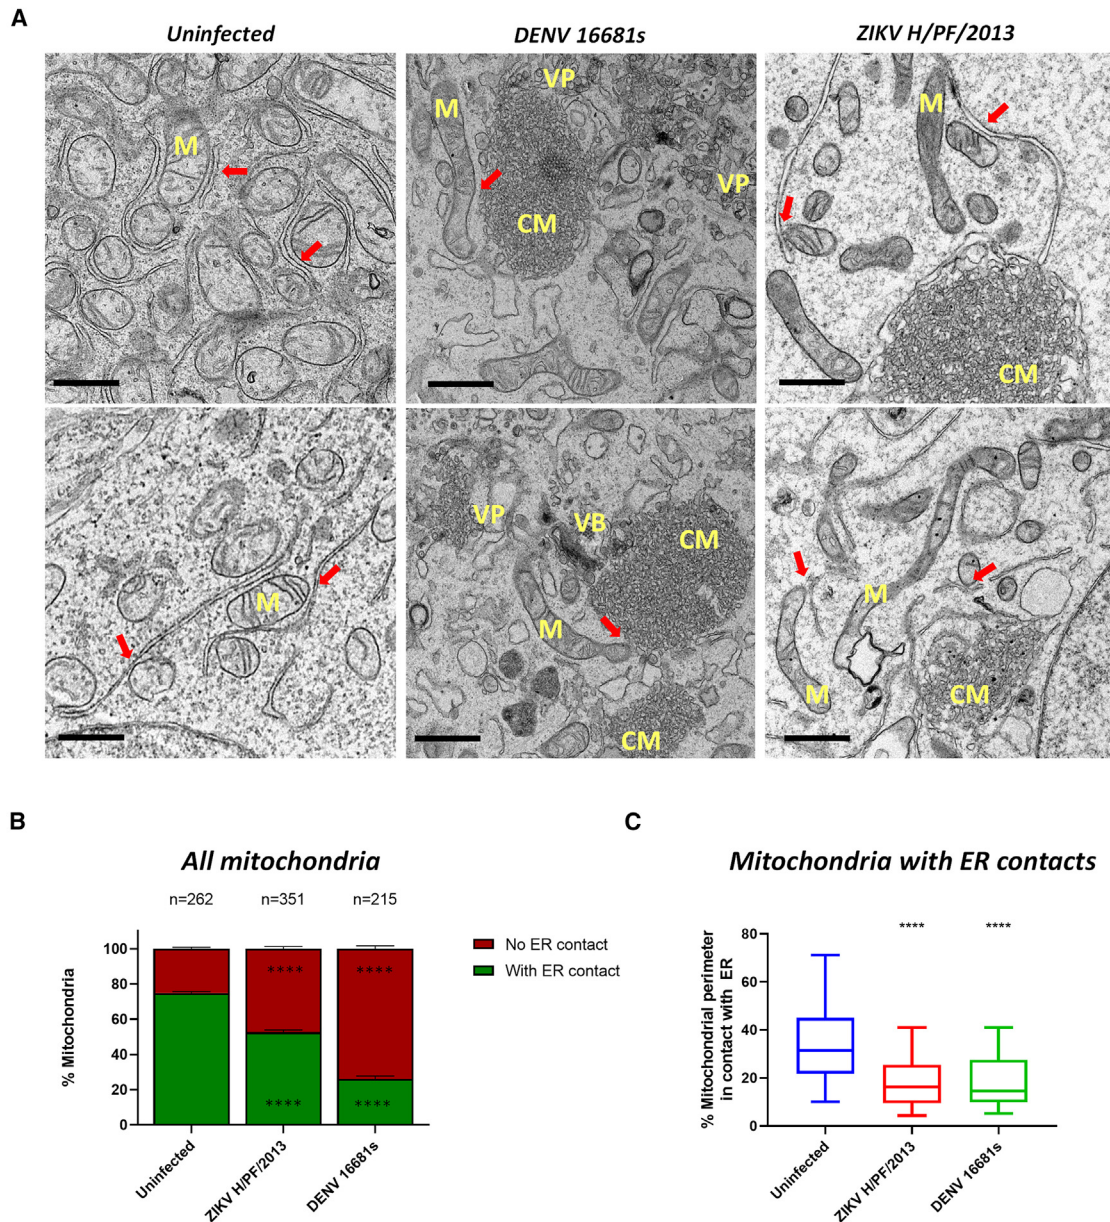 A
Uninfected
DENV 16681s
ZIKV H/PF/2013
M
VP
M
VP
CM
M
CM
M
VP
VB
CM
M
CM
M
M
CM
B
All mitochondria
n=262 n=351 n=215
% Mitochondria
100
80
60
40
20
0
****
****
****
****
Uninfected
ZIKV H/PF/2013
DENV 16681s
No ER contact
With ER contact
C
Mitochondria with ER contacts
% Mitochondrial perimeter
in contact with ER
80
60
40
20
0
****
****
Uninfected
ZIKV H/PF/2013
DENV 16681s